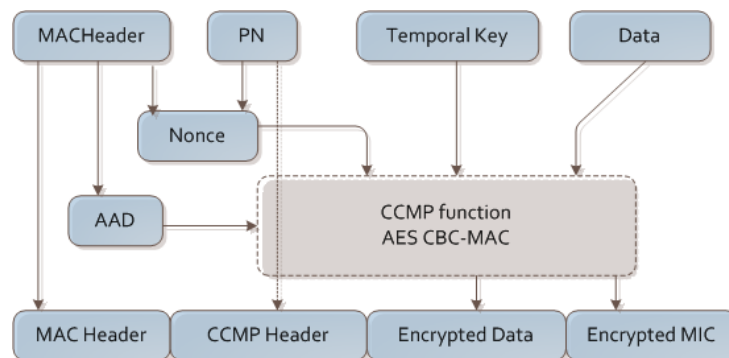 MACHeader
PN
Temporal Key
Data
Nonce
AAD
CCMP function
AES CBC-MAC
MAC Header
CCMP Header
Encrypted Data
Encrypted MIC